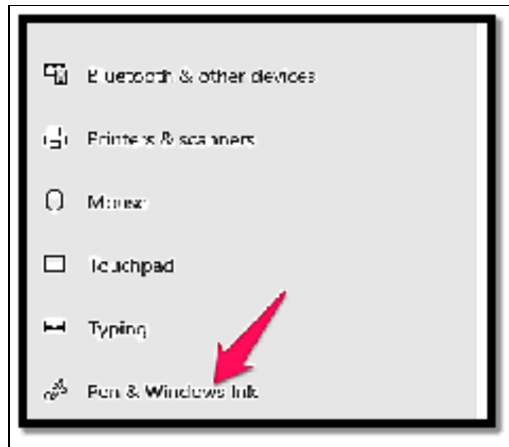 Bluetooth & other devices
Printers & scanners
Mouse
Touchpad
Typing
Pen & Windows Ink